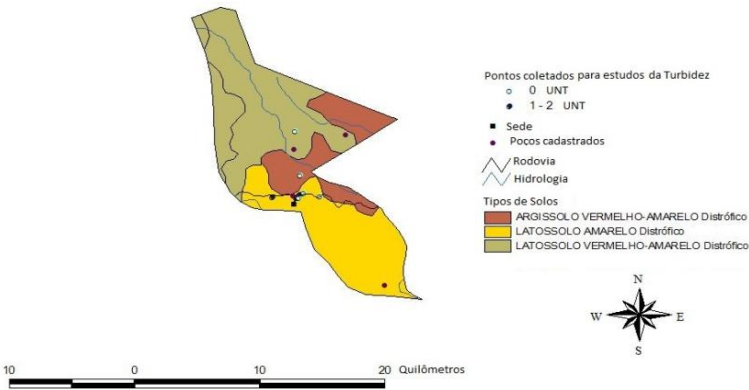 Pontos coletados para estudos da Turbidez
0 UNT
1 - 2 UNT
Sede
Poços cadastrados
Rodovia
Hidrologia
Tipos de Solos
ARGISSOLO VERMELHO-AMARELO Distrófico
LATOSSOLO AMARELO Distrófico
LATOSSOLO VERMELHO-AMARELO Distrófico
N
W E
S
10 0 10 20 Quilômetros